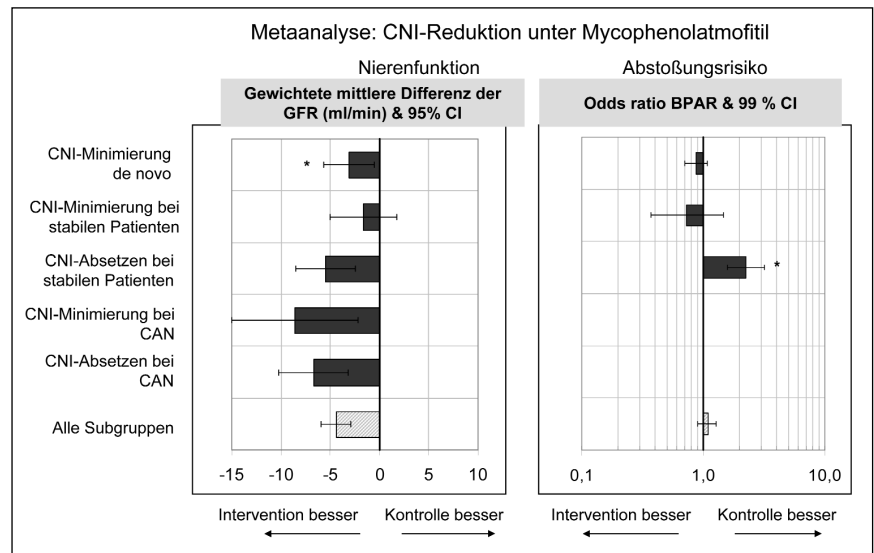 Metaanalyse: CNI-Reduktion unter Mycophenolatmofitil
Nierenfunktion
Abstoßungsrisiko
Gewichtete mittlere Differenz der
GFR (ml/min) & 95% CI
Odds ratio BPAR & 99 % CI
CNI-Minimierung
de novo
*
CNI-Minimierung bei
stabilen Patienten
CNI-Absetzen bei
stabilen Patienten
*
CNI-Minimierung bei
CAN
CNI-Absetzen bei
CAN
Alle Subgruppen
-15 -10 -5 0 5 10
0,1 1,0 10,0
Intervention besser Kontrolle besser
Intervention besser Kontrolle besser